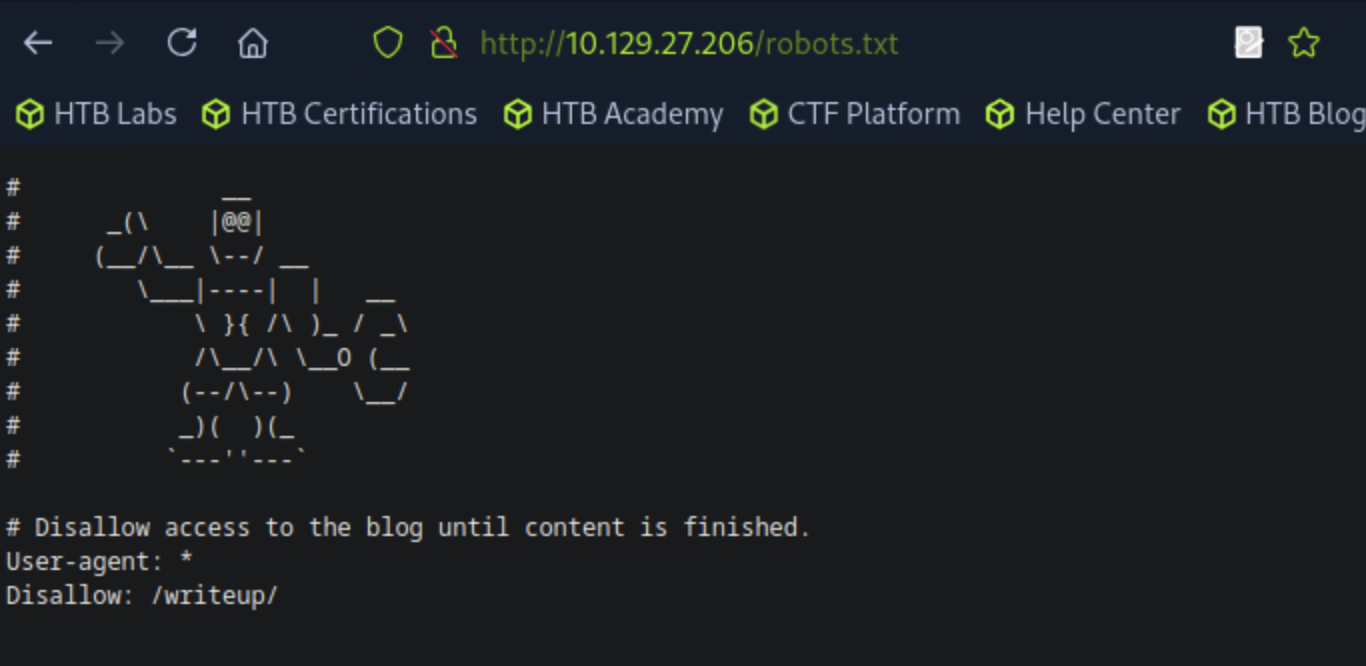 http://10.129.27.206/robots.txt
HTB Labs HTB Certifications HTB Academy CTF Platform Help Center HTB Blog
#                __
#       _(\     |@@|
#      (__/\__ \--/ __
#         \___|----|  |   __
#             \ }{ /\ )_ / _\
#             /\__/\ \__O (__
#            (--/\--)    \__/
#            _)(  )(_
#           `---''---`
# Disallow access to the blog until content is finished.
User-agent: *
Disallow: /writeup/